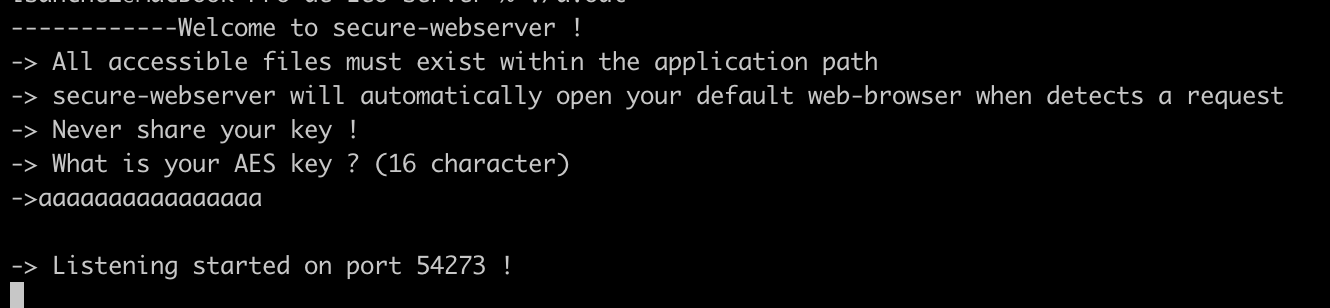 ------------Welcome to secure-webserver !
-> All accessible files must exist within the application path
-> secure-webserver will automatically open your default web-browser when detects a request
-> Never share your key !
-> What is your AES key ? (16 character)
->aaaaaaaaaaaaaaaa
-> Listening started on port 54273 !